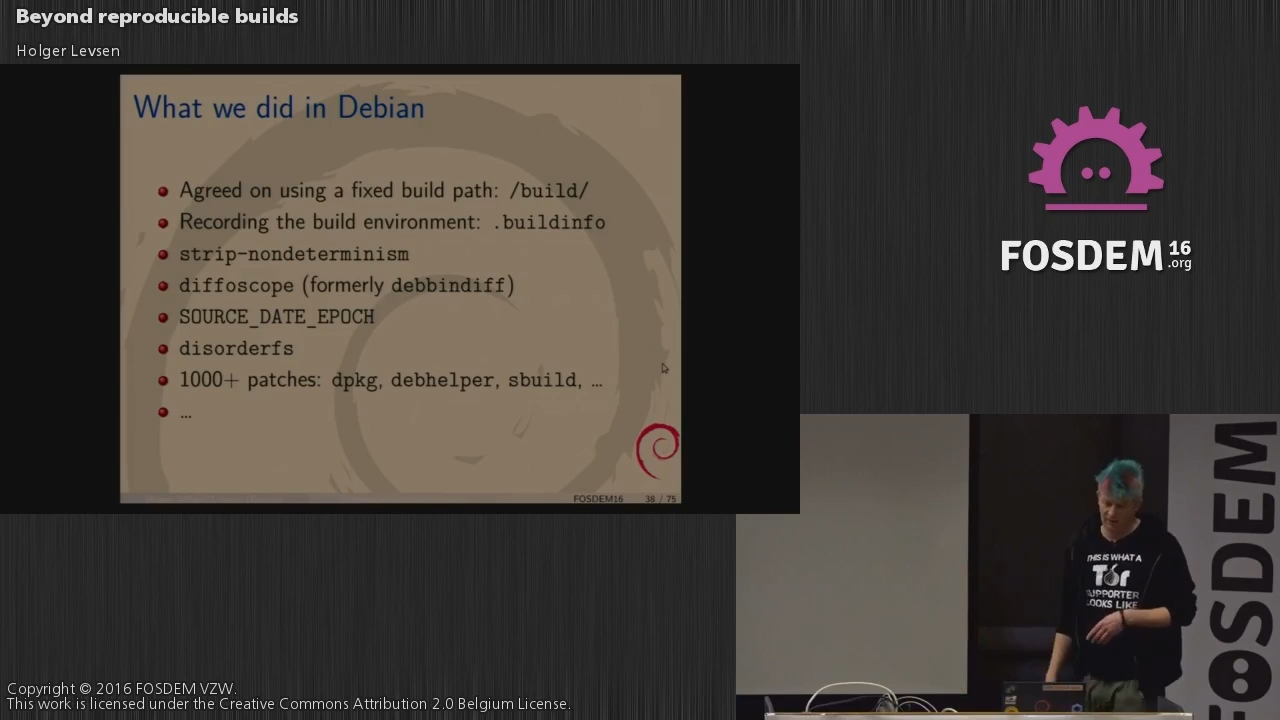 Beyond reproducible builds
Holger Levsen
What we did in Debian
Agreed on using a fixed build path: /build/
Recording the build environment: .buildinfo
strip-nondeterminism
diffoscope (formerly debbindiff)
SOURCE_DATE_EPOCH
disorderfs
1000+ patches: dpkg, debhelper, sbuild, …
…
FOSDEM16 38 / 75
FOSDEM 16
.org
THIS IS WHAT A
Tor
SUPPORTER
LOOKS LIKE
FOSDEM
Copyright © 2016 FOSDEM VZW.
This work is licensed under the Creative Commons Attribution 2.0 Belgium License.